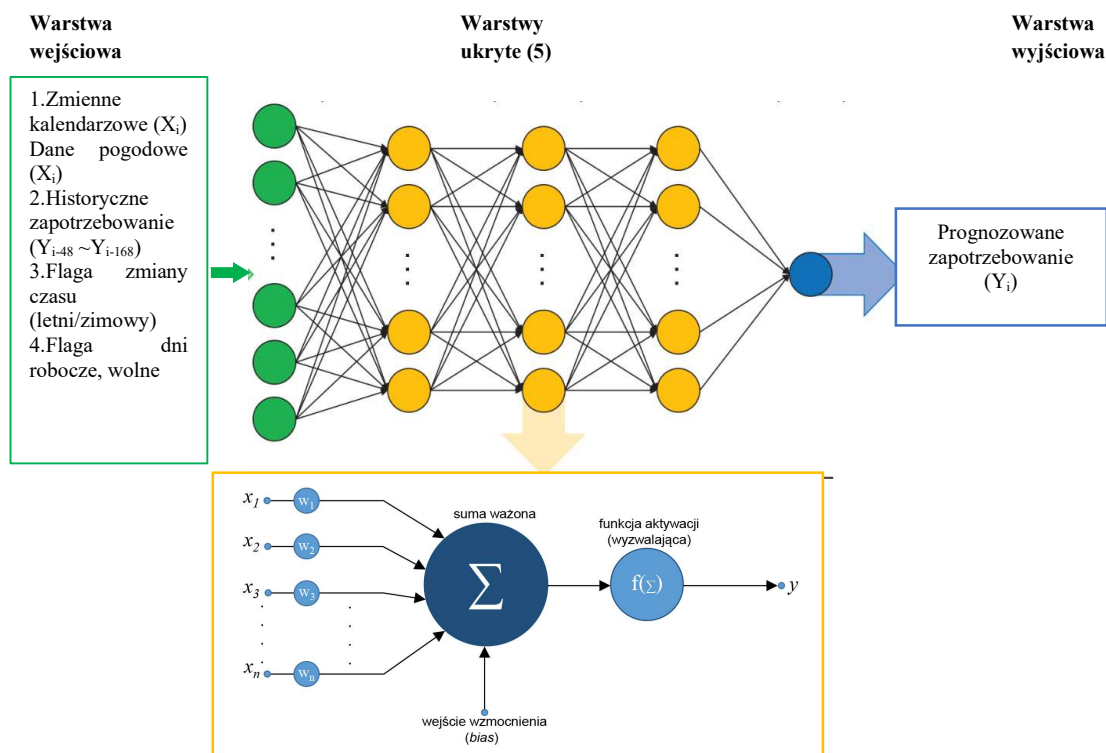 Warstwa
wejściowa
Warstwy
ukryte (5)
Warstwa
wyjściowa
1.Zmienne
kalendarzowe (Xi)
Dane pogodowe
(Xi)
2.Historyczne
zapotrzebowanie
(Yi-48 ~Yi-168)
3.Flaga zmiany
czasu
(letni/zimowy)
4.Flaga dni
robocze, wolne
Prognozowane
zapotrzebowanie
(Yi)
x1 w1
x2 w2
x3 w3
xn wn
suma ważona
Σ
funkcja aktywacji
(wyzwalająca)
f(Σ)
y
wejście wzmocnienia
(bias)